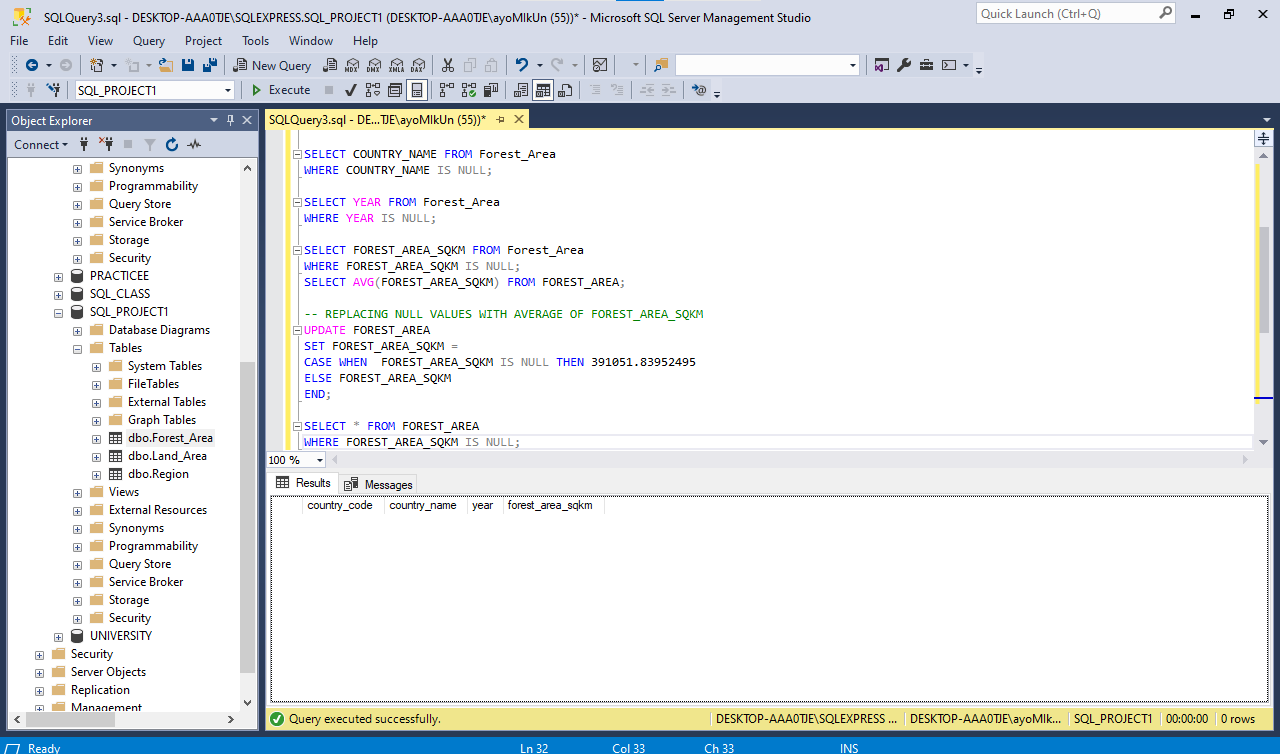 SQLQuery3.sql - DESKTOP-AAA0TJE\SQLEXPRESS.SQL_PROJECT1 (DESKTOP-AAA0TJE\ayoMIkUn (55))* - Microsoft SQL Server Management Studio
Quick Launch (Ctrl+Q)
File Edit View Query Project Tools Window Help
New Query MDX DMX XMLA DAX
SQL_PROJECT1 Execute
Object Explorer
Connect
Synonyms
Programmability
Query Store
Service Broker
Storage
Security
PRACTICEE
SQL_CLASS
SQL_PROJECT1
Database Diagrams
Tables
System Tables
FileTables
External Tables
Graph Tables
dbo.Forest_Area
dbo.Land_Area
dbo.Region
Views
External Resources
Synonyms
Programmability
Query Store
Service Broker
Storage
Security
UNIVERSITY
Security
Server Objects
Replication
Management
SQLQuery3.sql - DE...TJE\ayoMIkUn (55))*
SELECT COUNTRY_NAME FROM Forest_Area
WHERE COUNTRY_NAME IS NULL;
SELECT YEAR FROM Forest_Area
WHERE YEAR IS NULL;
SELECT FOREST_AREA_SQKM FROM Forest_Area
WHERE FOREST_AREA_SQKM IS NULL;
SELECT AVG(FOREST_AREA_SQKM) FROM FOREST_AREA;
-- REPLACING NULL VALUES WITH AVERAGE OF FOREST_AREA_SQKM
UPDATE FOREST_AREA
SET FOREST_AREA_SQKM =
CASE WHEN  FOREST_AREA_SQKM IS NULL THEN 391051.83952495
ELSE FOREST_AREA_SQKM
END;
SELECT * FROM FOREST_AREA
WHERE FOREST_AREA_SQKM IS NULL;
100 %
Results Messages
country_code country_name year forest_area_sqkm
Query executed successfully. DESKTOP-AAA0TJE\SQLEXPRESS ... DESKTOP-AAA0TJE\ayoMIk... SQL_PROJECT1 00:00:00 0 rows
Ready Ln 32 Col 33 Ch 33 INS